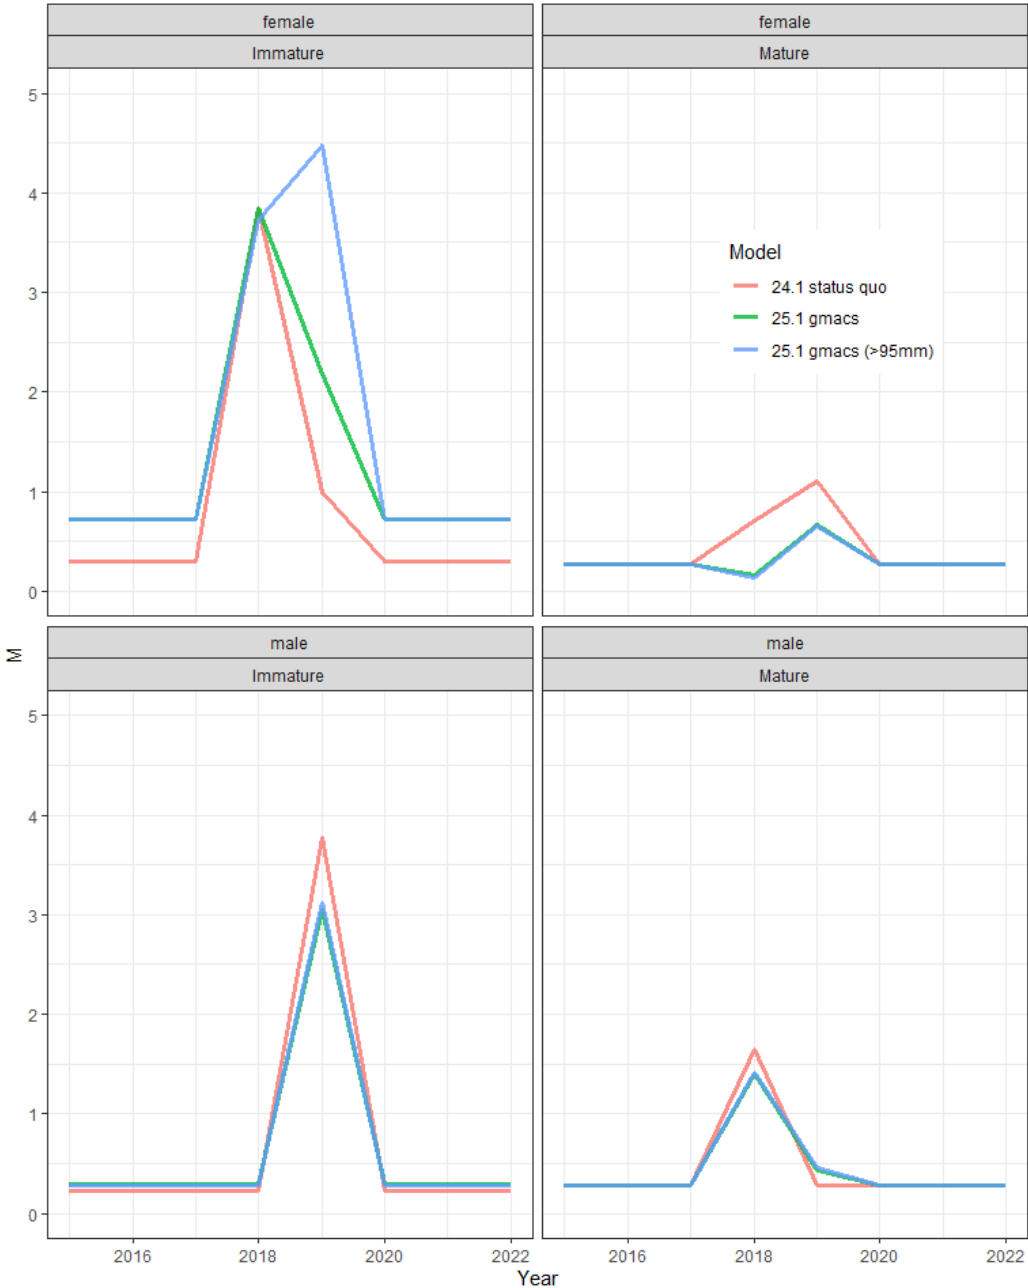 female
female
Immature
Mature
5
4
3
2
1
0
Model
24.1 status quo
25.1 gmacs
25.1 gmacs (>95mm)
M
male
male
Immature
Mature
5
4
3
2
1
0
2016 2018 2020 2022
2016 2018 2020 2022
Year